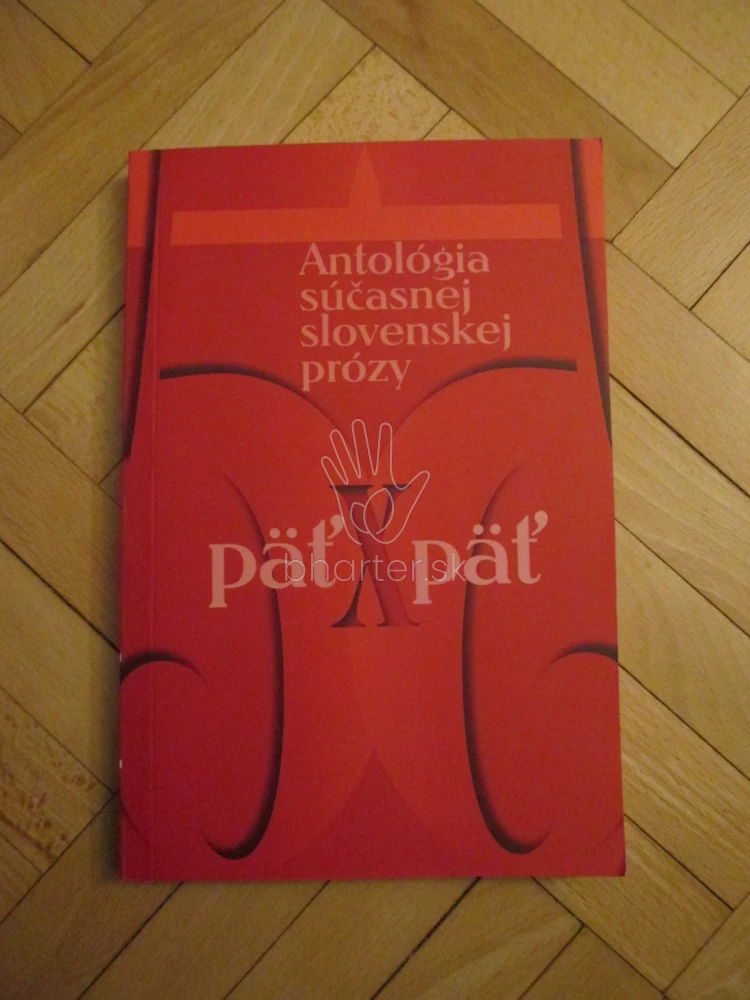 Antológia
súčasnej
slovenskej
prózy
päť X päť
bharter.sk